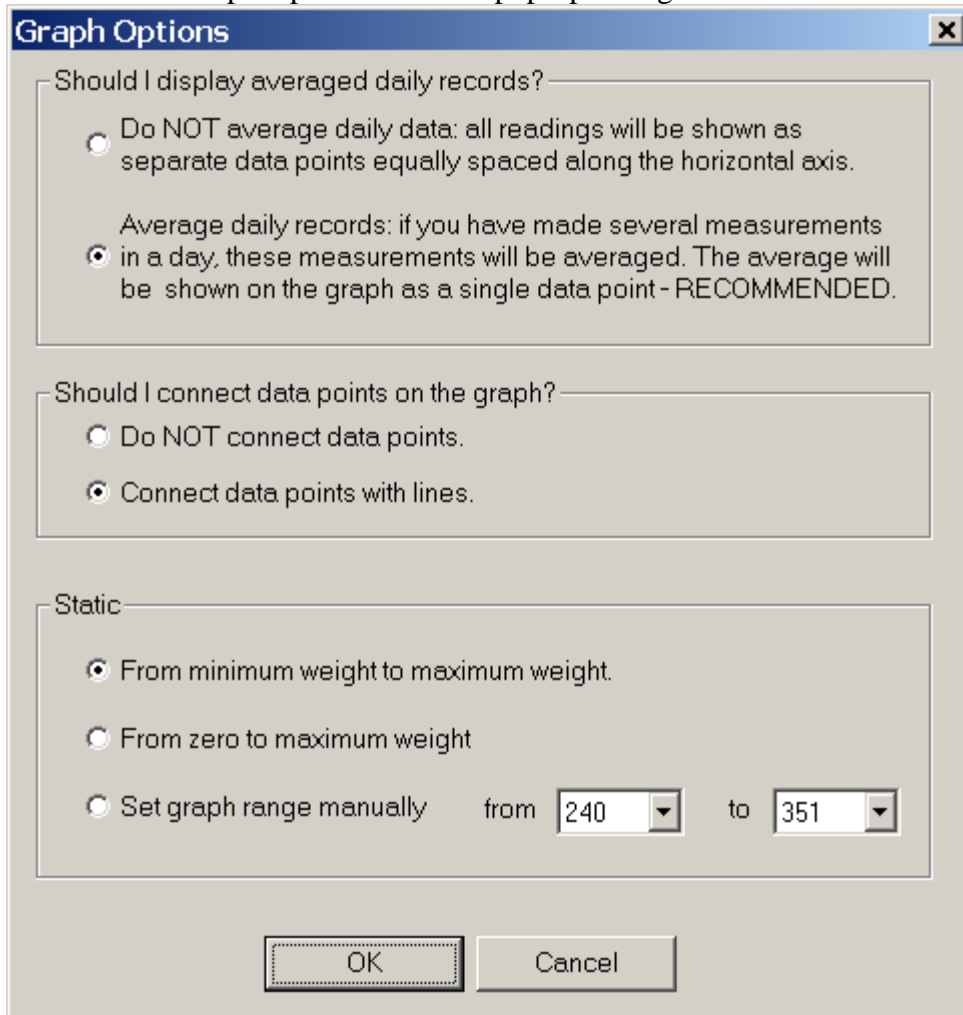 Graph Options
Should I display averaged daily records?
Do NOT average daily data: all readings will be shown as
separate data points equally spaced along the horizontal axis.
Average daily records: if you have made several measurements
in a day, these measurements will be averaged. The average will
be shown on the graph as a single data point - RECOMMENDED.
Should I connect data points on the graph?
Do NOT connect data points.
Connect data points with lines.
Static
From minimum weight to maximum weight.
From zero to maximum weight
Set graph range manually from 240 to 351
OK Cancel